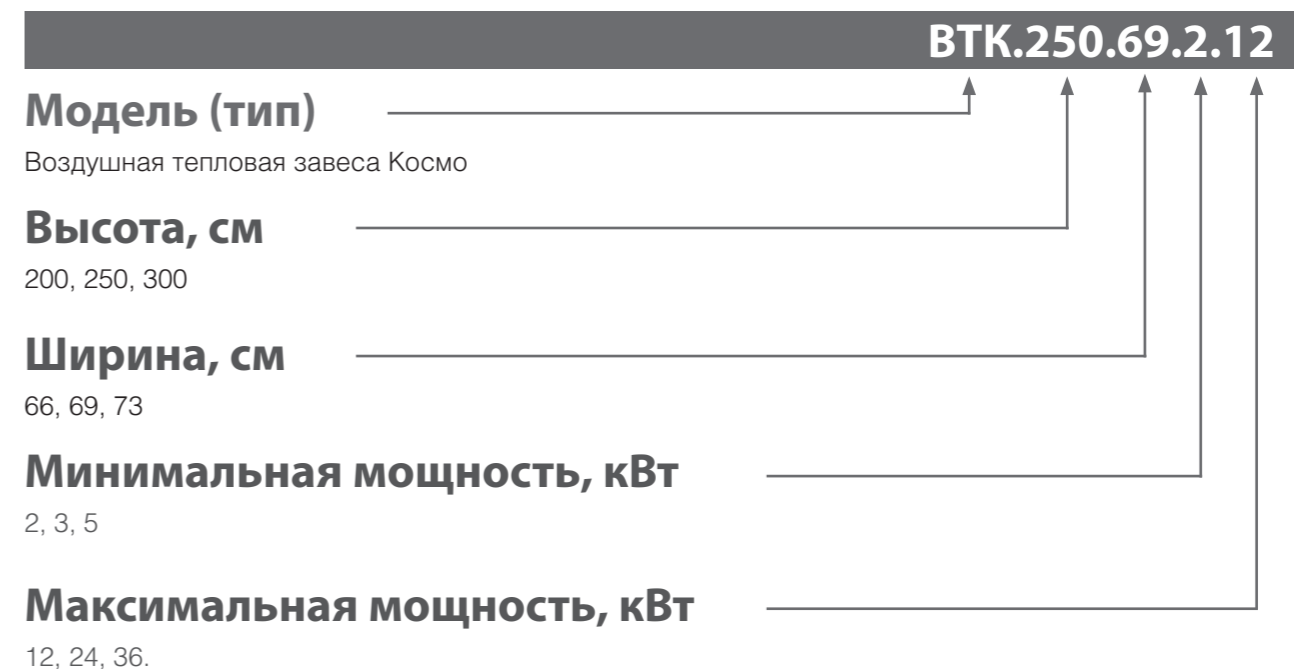 ВТК.250.69.2.12
Модель (тип)
Воздушная тепловая завеса Космо
Высота, см
200, 250, 300
Ширина, см
66, 69, 73
Минимальная мощность, кВт
2, 3, 5
Максимальная мощность, кВт
12, 24, 36.